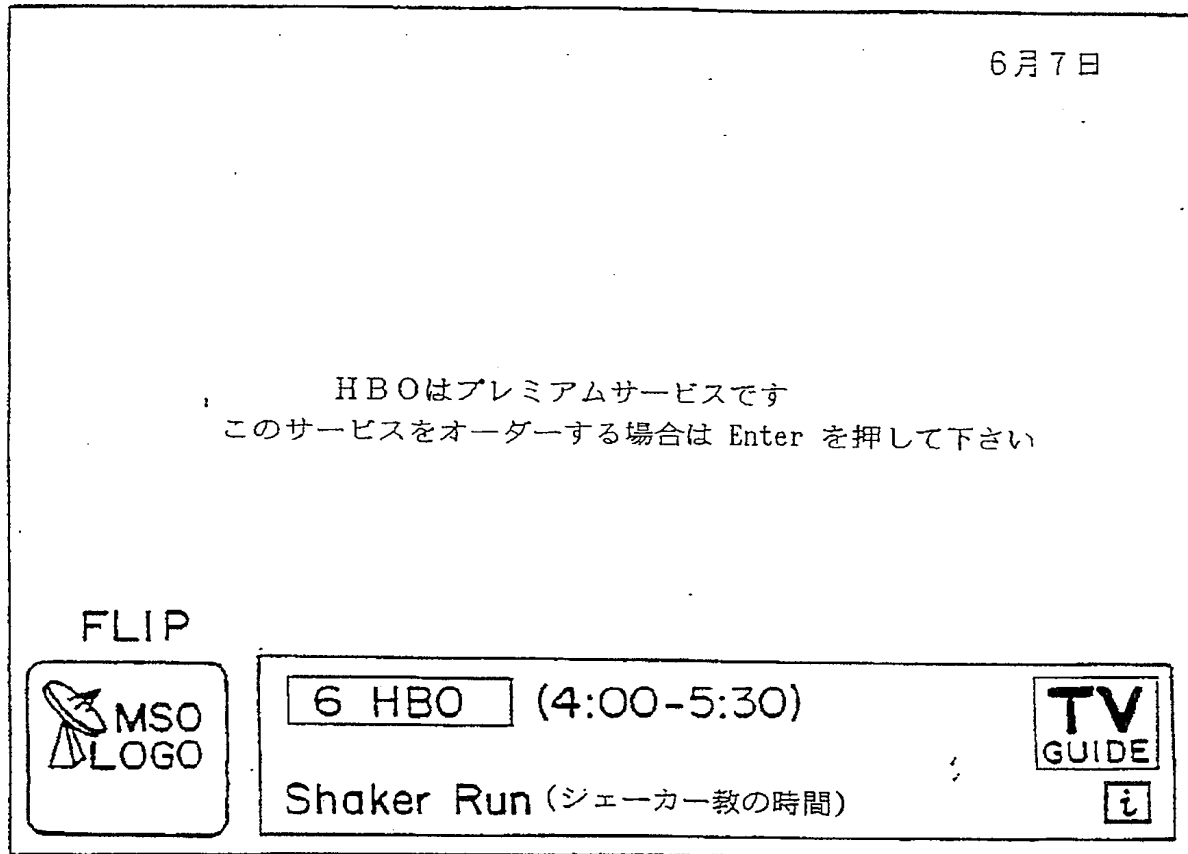 6月7日
HBOはプレミアムサービスです
このサービスをオーダーする場合は Enter を押して下さい
FLIP
MSO
LOGO
6 HBO (4:00-5:30)
TV
GUIDE
Shaker Run (ジェーカー教の時間)
i